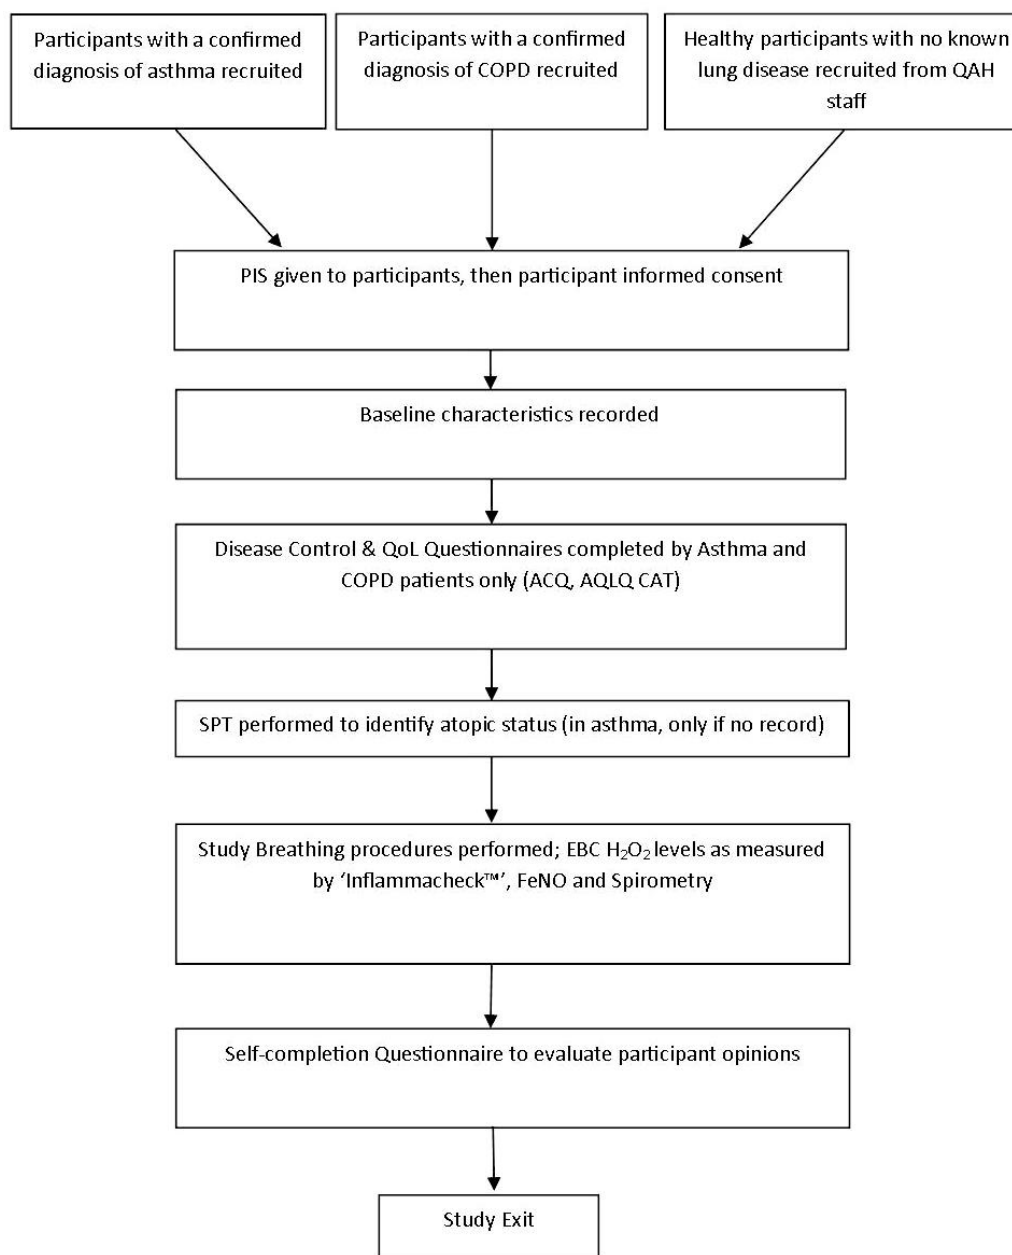 Participants with a confirmed
diagnosis of asthma recruited
Participants with a confirmed
diagnosis of COPD recruited
Healthy participants with no known
lung disease recruited from QAH
staff
PIS given to participants, then participant informed consent
Baseline characteristics recorded
Disease Control & QoL Questionnaires completed by Asthma and
COPD patients only (ACQ, AQLQ CAT)
SPT performed to identify atopic status (in asthma, only if no record)
Study Breathing procedures performed; EBC H₂O₂ levels as measured
by ‘Inflammacheck™’, FeNO and Spirometry
Self-completion Questionnaire to evaluate participant opinions
Study Exit